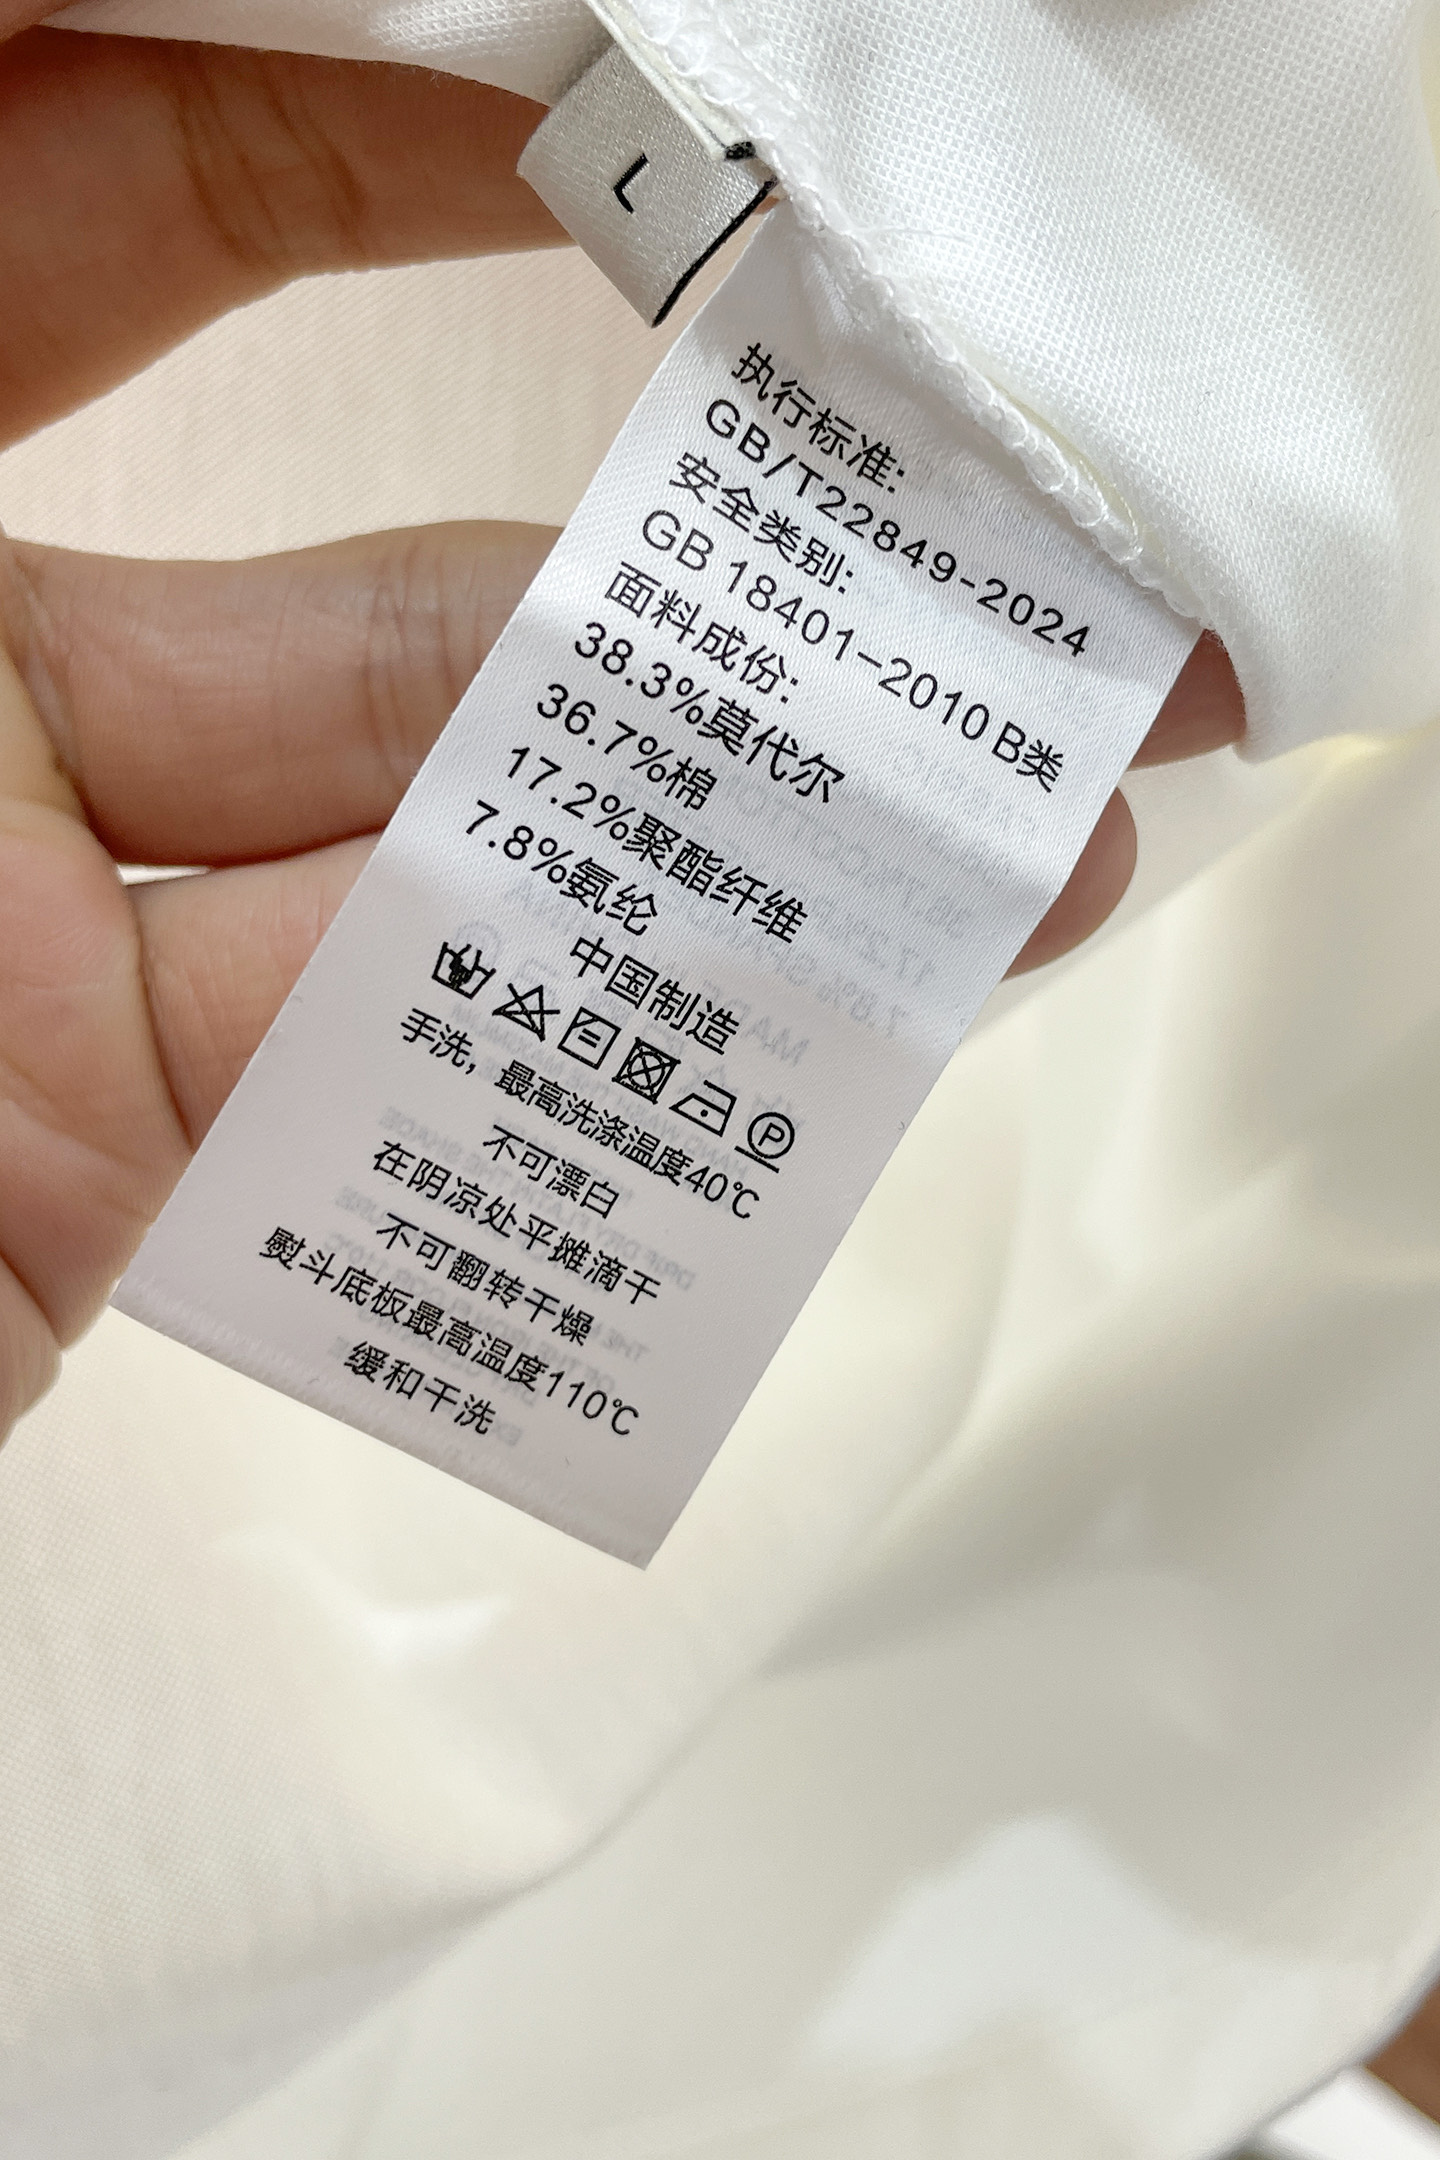 L
执行标准:
GB/T22849-2024
安全类别:
GB 18401-2010 B类
面料成份:
38.3%莫代尔
36.7%棉
17.2%聚酯纤维
7.8%氨纶
中国制造
P
手洗，最高洗涤温度40℃
不可漂白
在阴凉处平摊滴干
不可翻转干燥
熨斗底板最高温度110℃
缓和干洗